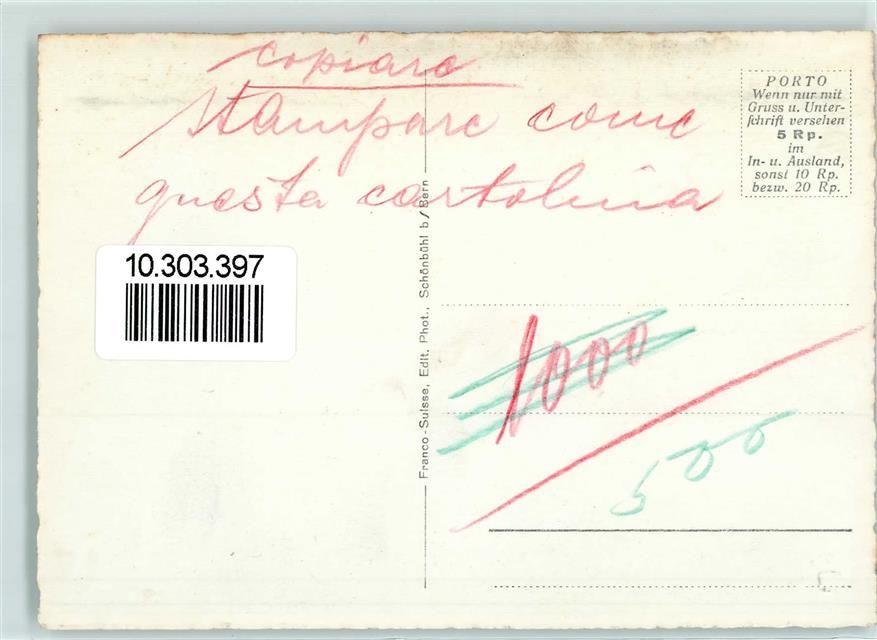 copiare
stampare come
questa cartolina
PORTO
Wenn nur mit
Gruss u. Unter-
schrift versehen
5 Rp.
im
In- u. Ausland,
sonst 10 Rp.
bezw. 20 Rp.
10.303.397
Franco-Suisse, Edit. Phot., Schönbühl b/Bern
1000
500